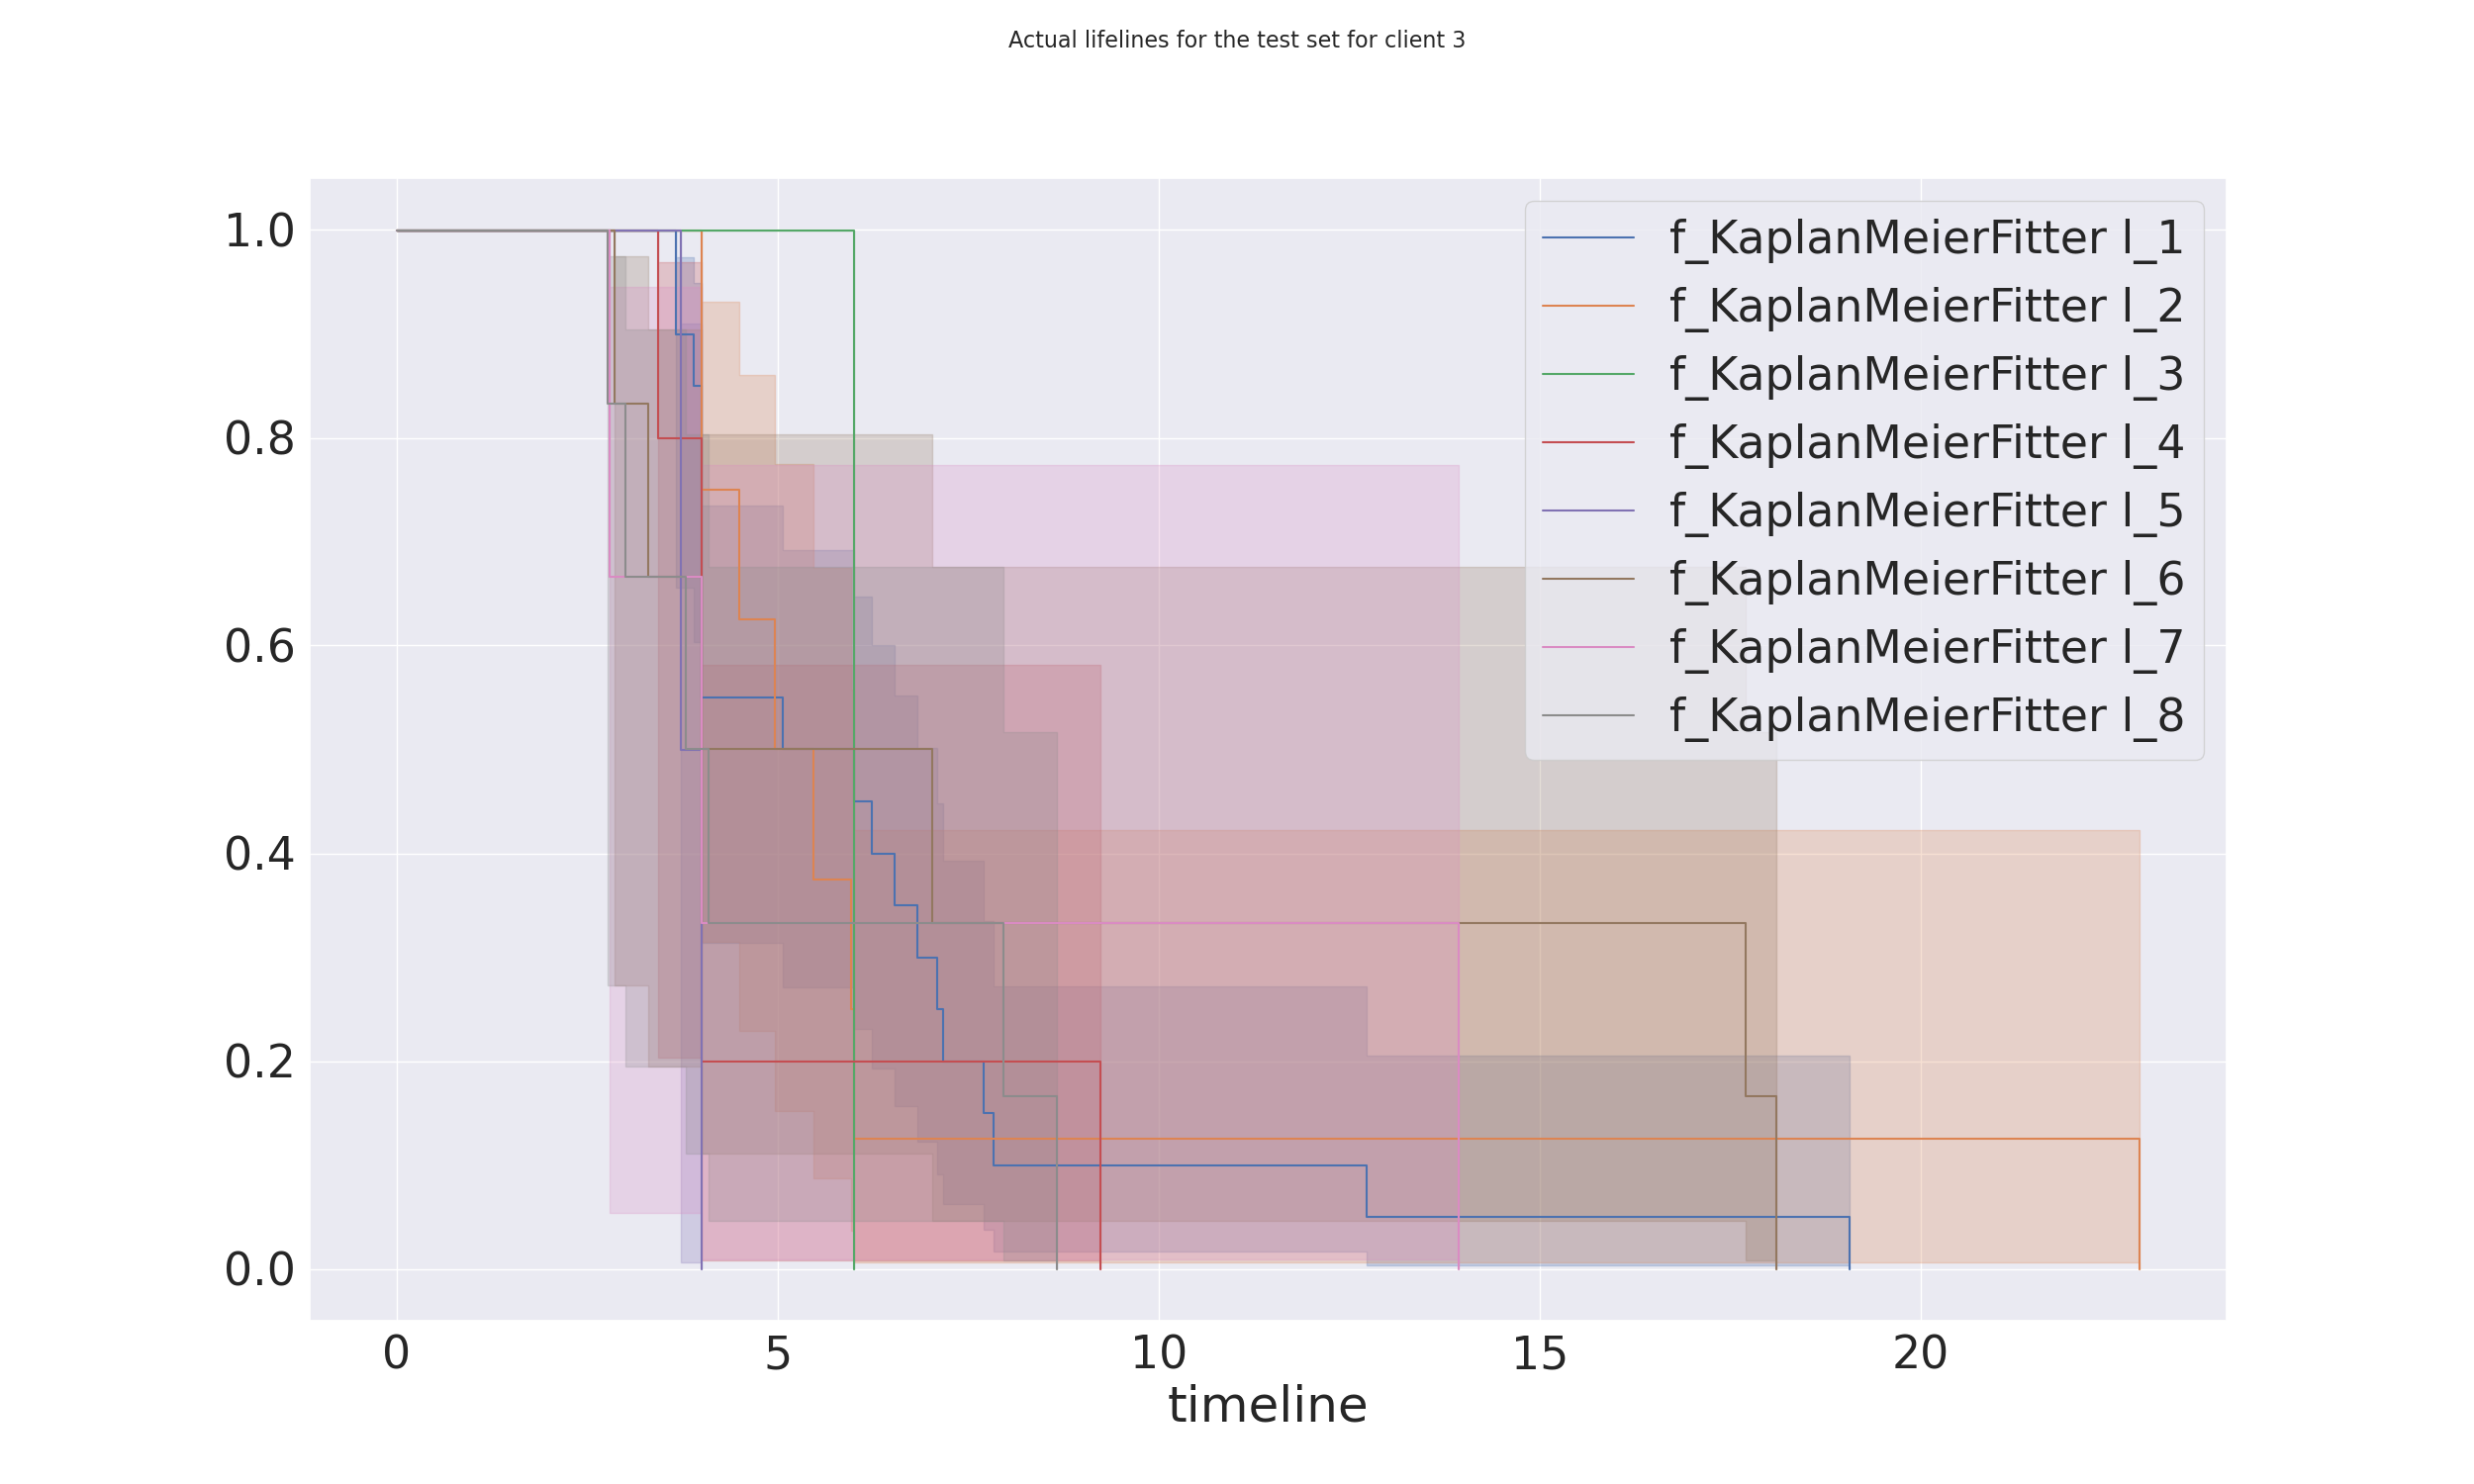 Actual lifelines for the test set for client 3
1.0
0.8
0.6
0.4
0.2
0.0
f_KaplanMeierFitter l_1
f_KaplanMeierFitter l_2
f_KaplanMeierFitter l_3
f_KaplanMeierFitter l_4
f_KaplanMeierFitter l_5
f_KaplanMeierFitter l_6
f_KaplanMeierFitter l_7
f_KaplanMeierFitter l_8
0 5 10 15 20
timeline